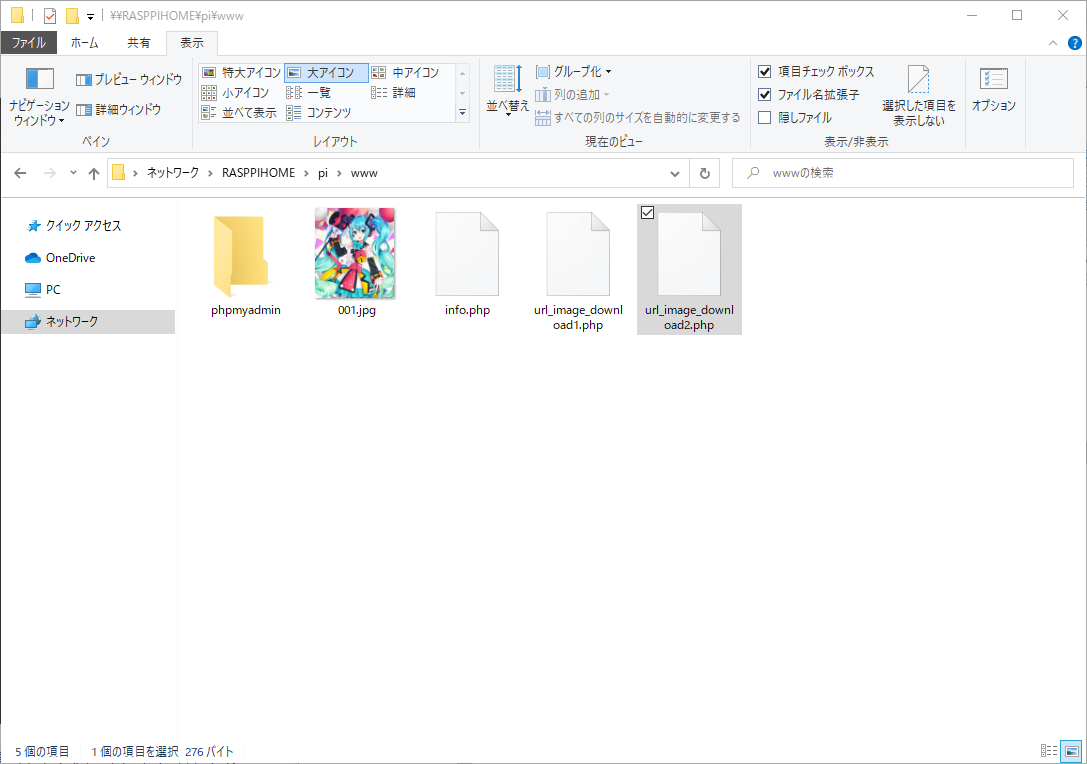 ¥¥RASPPIHOME¥pi¥www
ファイル ホーム 共有 表示
ナビゲーション ウィンドウ
プレビュー ウィンドウ
詳細ウィンドウ
ペイン
特大アイコン 大アイコン 中アイコン
小アイコン 一覧 詳細
並べて表示 コンテンツ
レイアウト
並べ替え
グループ化
列の追加
すべての列のサイズを自動的に変更する
現在のビュー
項目チェック ボックス
ファイル名拡張子
隠しファイル
選択した項目を
表示しない
表示/非表示
オプション
ネットワーク RASPPIHOME pi www
wwwの検索
クイック アクセス
OneDrive
PC
ネットワーク
phpmyadmin
001.jpg
info.php
url_image_downl
oad1.php
url_image_downl
oad2.php
5 個の項目 1 個の項目を選択 276 バイト